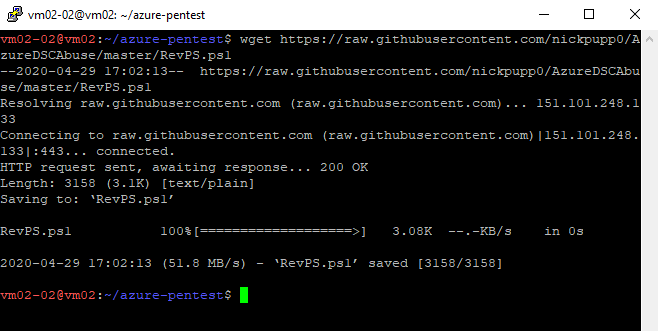 vm02-02@vm02: ~/azure-pentest
vm02-02@vm02:~/azure-pentest$ wget https://raw.githubusercontent.com/nickpupp0/A
zureDSCAbuse/master/RevPS.ps1
--2020-04-29 17:02:13--  https://raw.githubusercontent.com/nickpupp0/AzureDSCAbu
se/master/RevPS.ps1
Resolving raw.githubusercontent.com (raw.githubusercontent.com)... 151.101.248.1
33
Connecting to raw.githubusercontent.com (raw.githubusercontent.com)|151.101.248.
133|:443... connected.
HTTP request sent, awaiting response... 200 OK
Length: 3158 (3.1K) [text/plain]
Saving to: ‘RevPS.ps1’
RevPS.ps1           100%[===================>]   3.08K  --.-KB/s    in 0s
2020-04-29 17:02:13 (51.8 MB/s) - ‘RevPS.ps1’ saved [3158/3158]
vm02-02@vm02:~/azure-pentest$